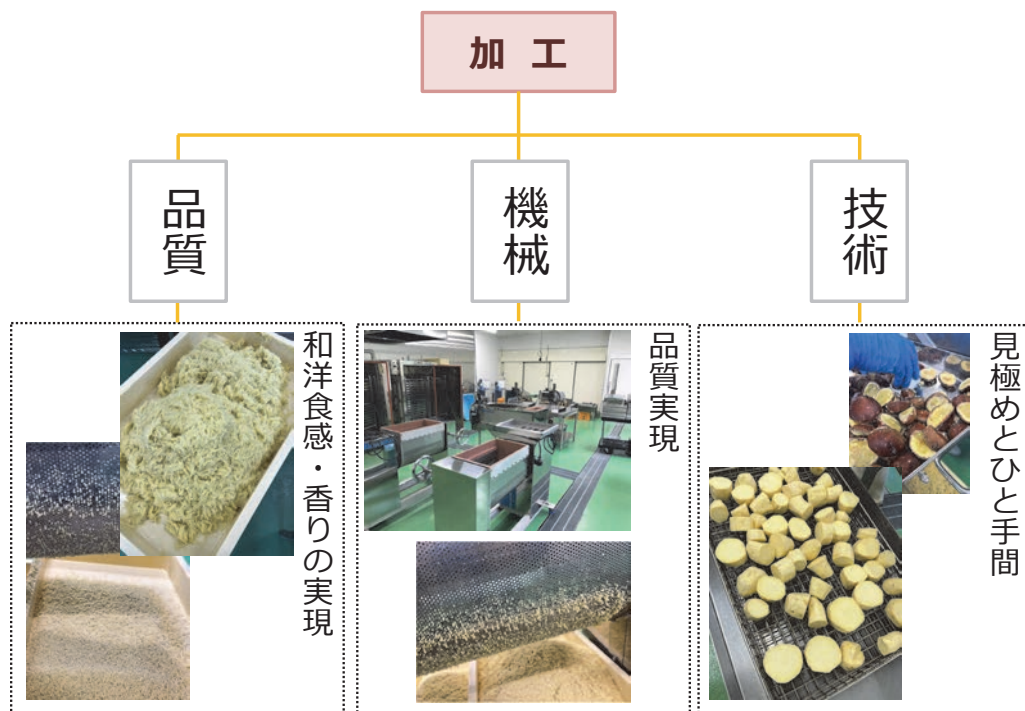 加 工
品質
機械
技術
和洋食感・香りの実現
品質実現
見極めとひと手間